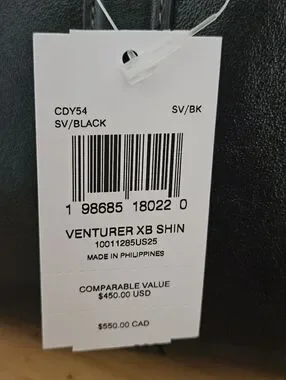 CDY54 SV/BK
SV/BLACK
1 98685 18022 0
VENTURER XB SHIN
10011285US25
MADE IN PHILIPPINES
COMPARABLE VALUE
$450.00 USD
$550.00 CAD